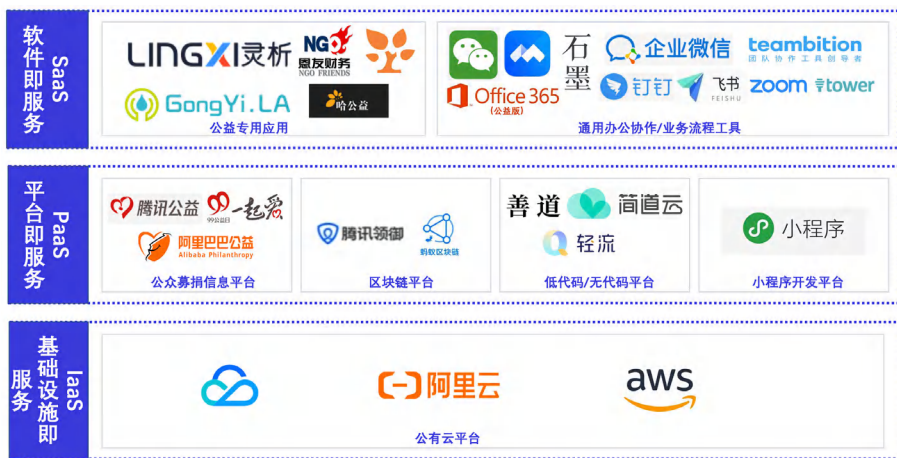 软件即服务
SaaS
LINGXI灵析
NGO
恩友财务
NGO FRIENDS
GongYi.LA
哈公益
公益专用应用
石墨
企业微信
teambition
团队协作工具创导者
Office 365
(公益版)
钉钉
飞书
FEISHU
zoom
tower
通用办公协作/业务流程工具
平台即服务
PaaS
腾讯公益
99公益日
一起爱
阿里巴巴公益
Alibaba Philanthropy
公众募捐信息平台
腾讯领御
蚂蚁区块链
区块链平台
善道
简道云
轻流
低代码/无代码平台
小程序
小程序开发平台
基础设施即服务
IaaS
阿里云
aws
公有云平台